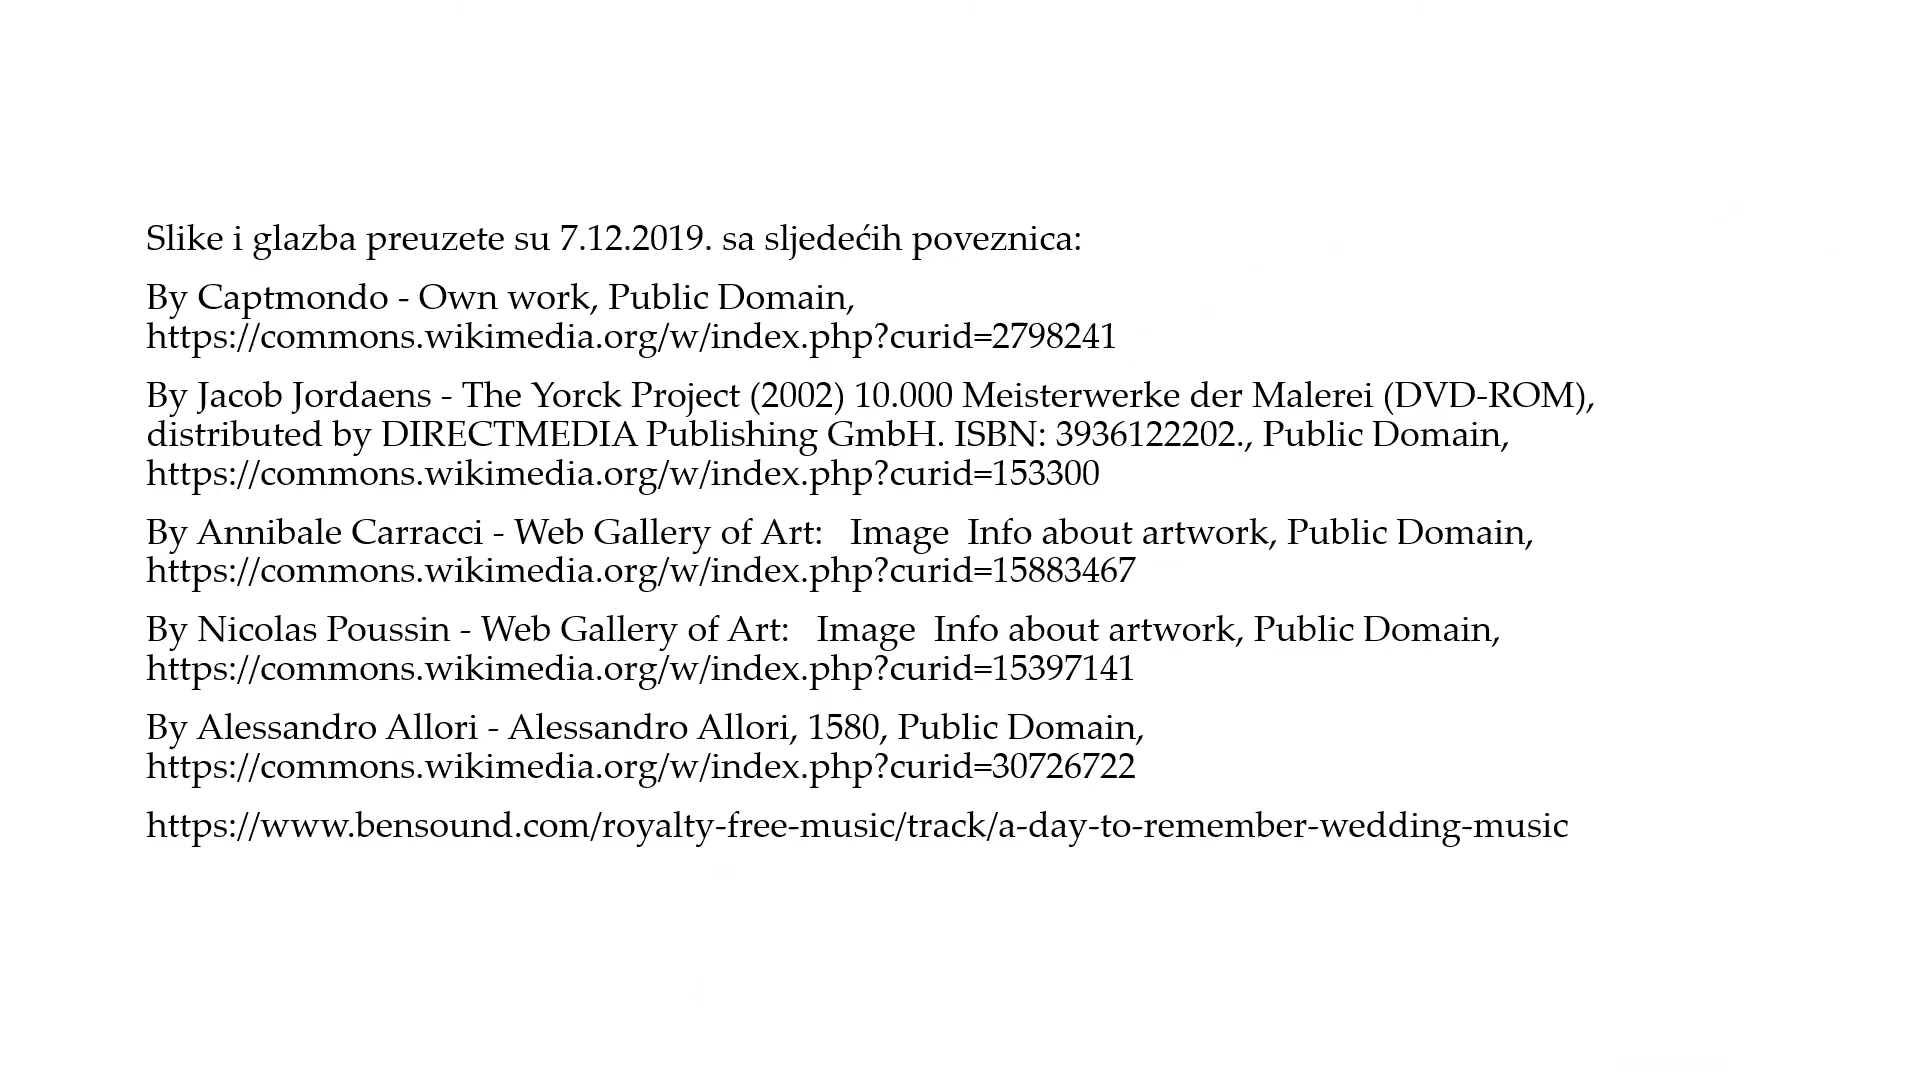 Slike i glazba preuzete su 7.12.2019. sa sljedećih poveznica:
By Captmondo - Own work, Public Domain,
https://commons.wikimedia.org/w/index.php?curid=2798241
By Jacob Jordaens - The Yorck Project (2002) 10.000 Meisterwerke der Malerei (DVD-ROM),
distributed by DIRECTMEDIA Publishing GmbH. ISBN: 3936122202., Public Domain,
https://commons.wikimedia.org/w/index.php?curid=153300
By Annibale Carracci - Web Gallery of Art:   Image  Info about artwork, Public Domain,
https://commons.wikimedia.org/w/index.php?curid=15883467
By Nicolas Poussin - Web Gallery of Art:   Image  Info about artwork, Public Domain,
https://commons.wikimedia.org/w/index.php?curid=15397141
By Alessandro Allori - Alessandro Allori, 1580, Public Domain,
https://commons.wikimedia.org/w/index.php?curid=30726722
https://www.bensound.com/royalty-free-music/track/a-day-to-remember-wedding-music